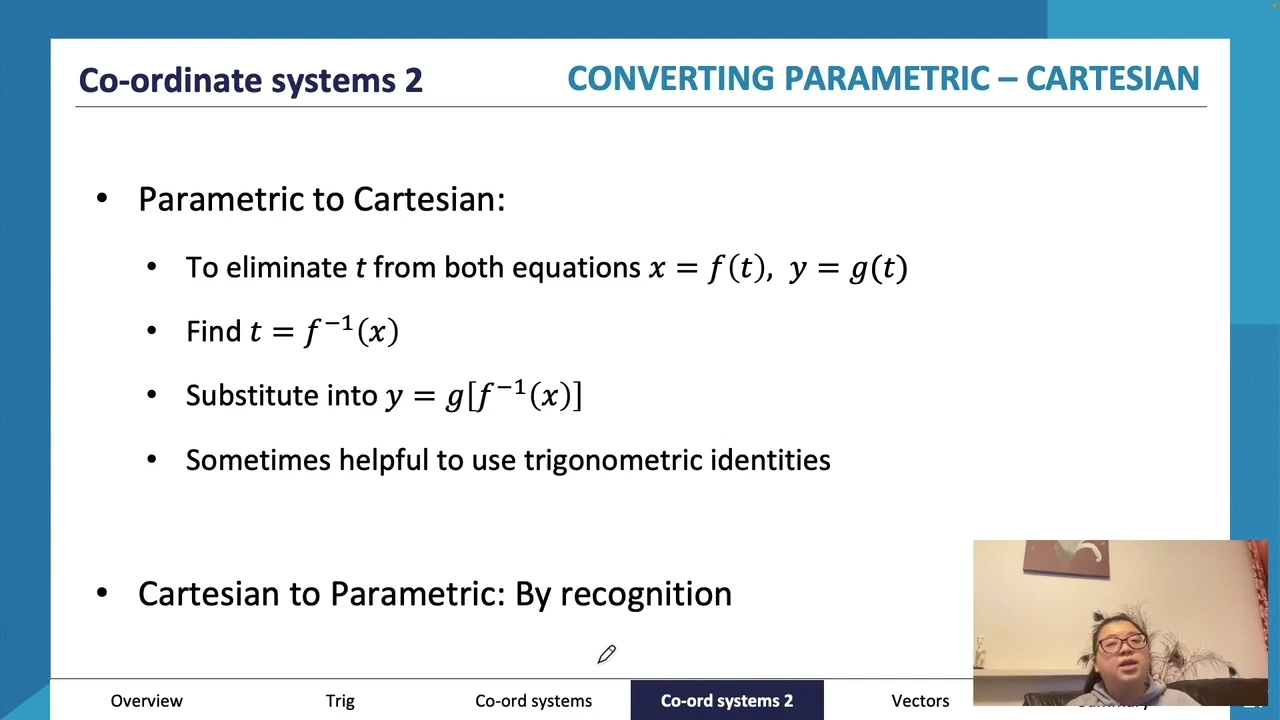 Co-ordinate systems 2
CONVERTING PARAMETRIC – CARTESIAN
• Parametric to Cartesian:
• To eliminate t from both equations x = f(t), y = g(t)
• Find t = f⁻¹(x)
• Substitute into y = g[f⁻¹(x)]
• Sometimes helpful to use trigonometric identities
• Cartesian to Parametric: By recognition
Overview Trig Co-ord systems Co-ord systems 2 Vectors